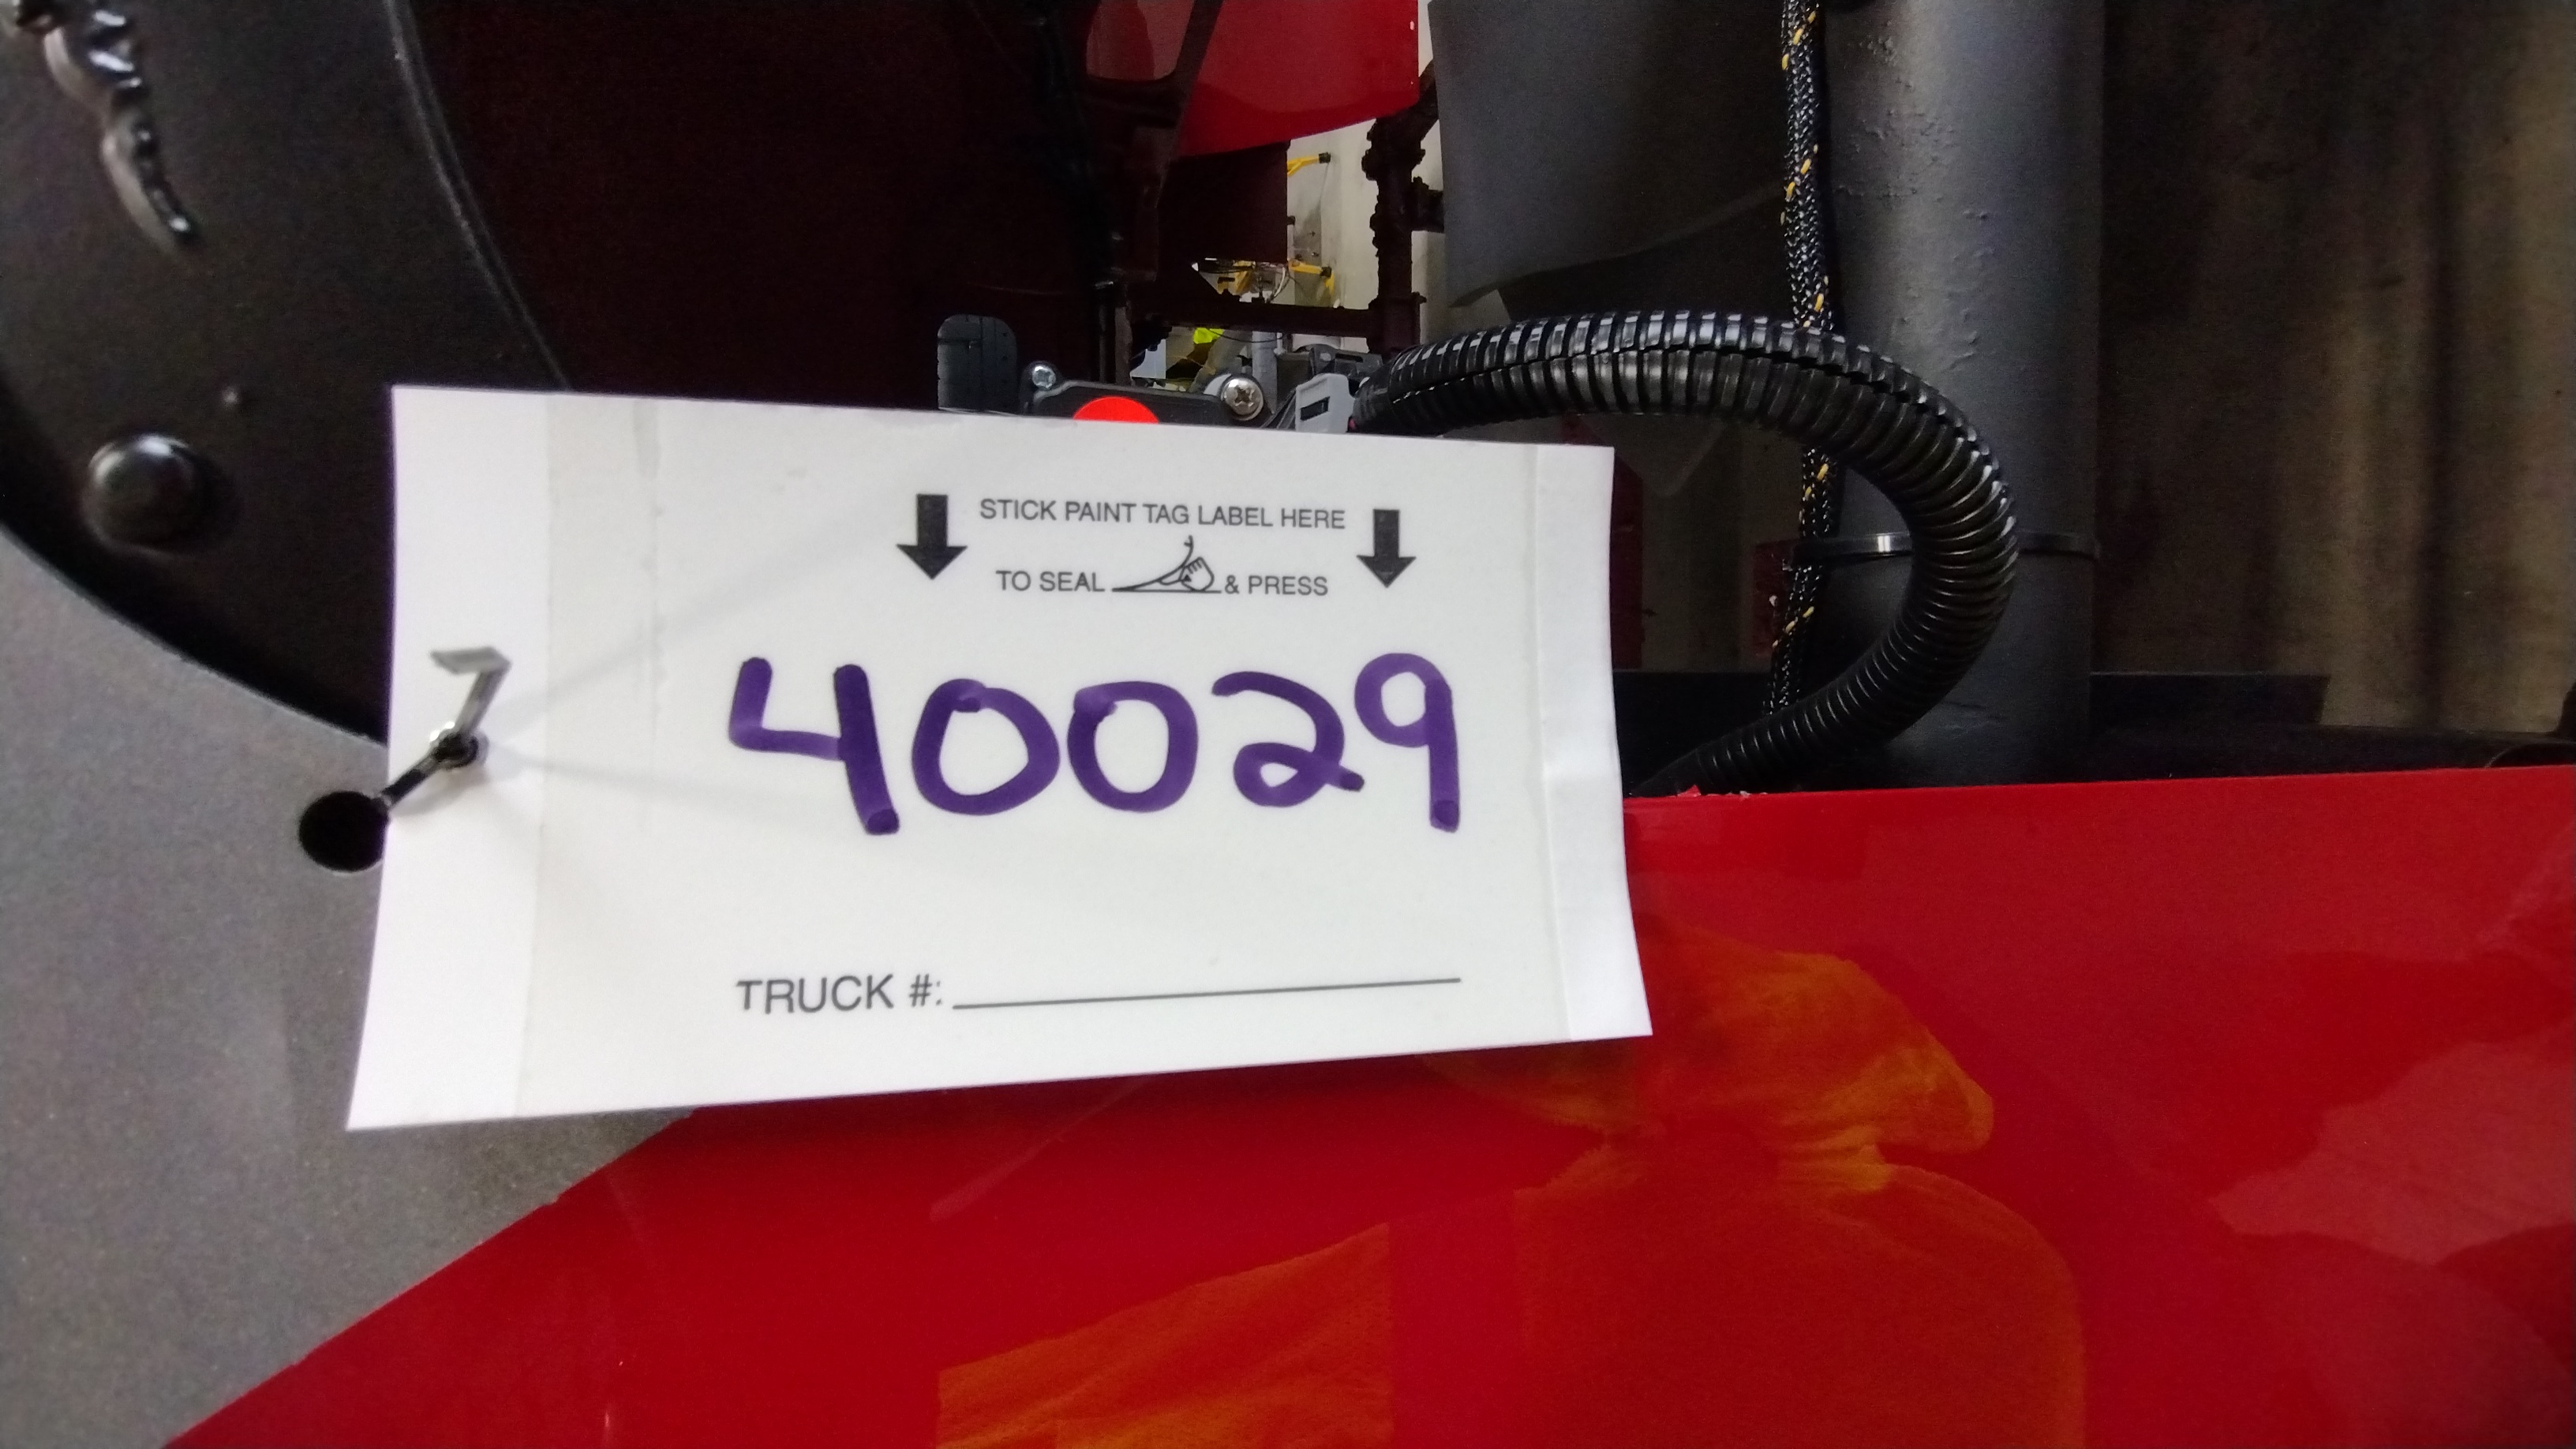 STICK PAINT TAG LABEL HERE
TO SEAL & PRESS
40029
TRUCK #: